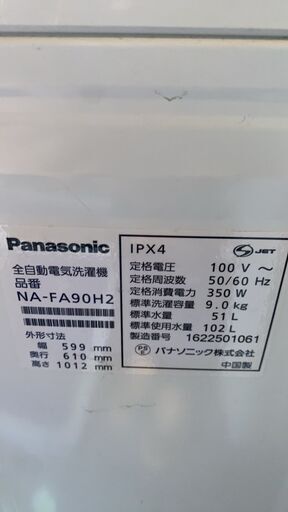 Panasonic
全自動電気洗濯機
品番
NA-FA90H2
外形寸法
幅 599 mm
奥行 610 mm
高さ 1012 mm
IPX4
JET
定格電圧 100 V ～
定格周波数 50/60 Hz
定格消費電力 350 W
標準洗濯容量 9.0 kg
標準水量 51 L
標準使用水量 102 L
製造番号 1622501061
PSE パナソニック株式会社
中国製